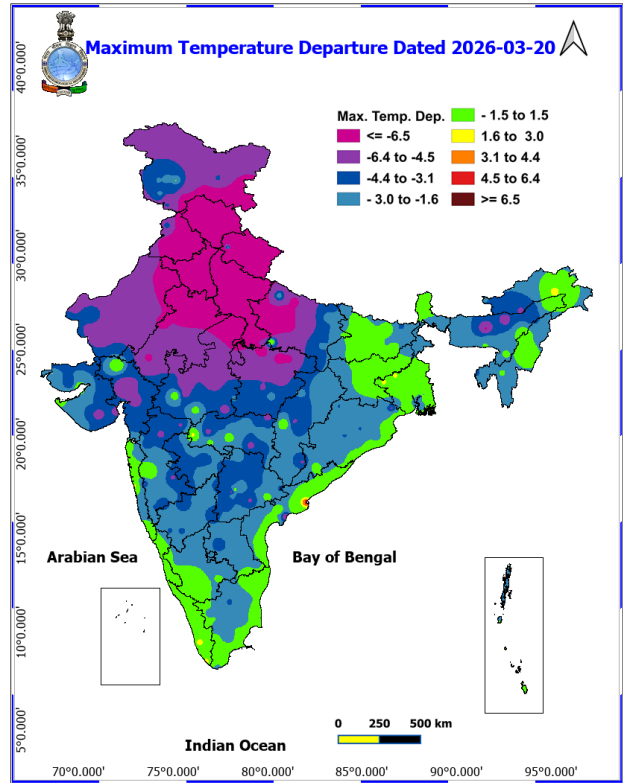 Maximum Temperature Departure Dated 2026-03-20
Max. Temp. Dep.
<= -6.5
-6.4 to -4.5
-4.4 to -3.1
- 3.0 to -1.6
- 1.5 to 1.5
1.6 to 3.0
3.1 to 4.4
4.5 to 6.4
>= 6.5
40°0.000'
35°0.000'
30°0.000'
25°0.000'
20°0.000'
15°0.000'
10°0.000'
5°0.000'
Arabian Sea
Bay of Bengal
Indian Ocean
0 250 500 km
70°0.000' 75°0.000' 80°0.000' 85°0.000' 90°0.000' 95°0.000'